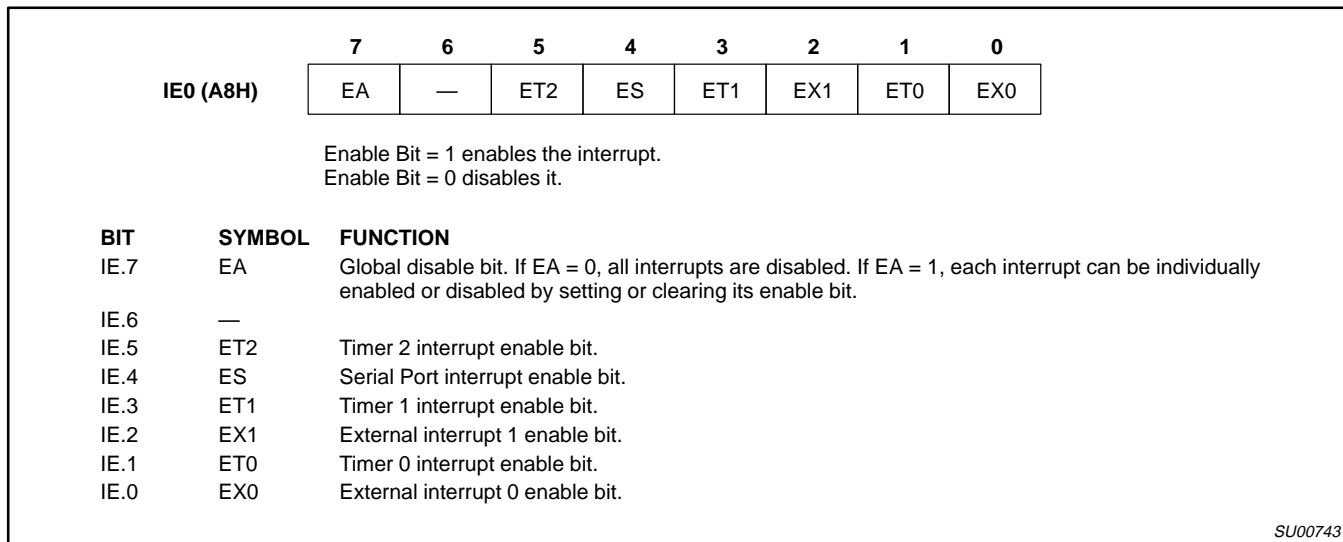 7 6 5 4 3 2 1 0
IE0 (A8H) EA — ET2 ES ET1 EX1 ET0 EX0
Enable Bit = 1 enables the interrupt.
Enable Bit = 0 disables it.
BIT SYMBOL FUNCTION
IE.7 EA Global disable bit. If EA = 0, all interrupts are disabled. If EA = 1, each interrupt can be individually
enabled or disabled by setting or clearing its enable bit.
IE.6 —
IE.5 ET2 Timer 2 interrupt enable bit.
IE.4 ES Serial Port interrupt enable bit.
IE.3 ET1 Timer 1 interrupt enable bit.
IE.2 EX1 External interrupt 1 enable bit.
IE.1 ET0 Timer 0 interrupt enable bit.
IE.0 EX0 External interrupt 0 enable bit.
SU00743